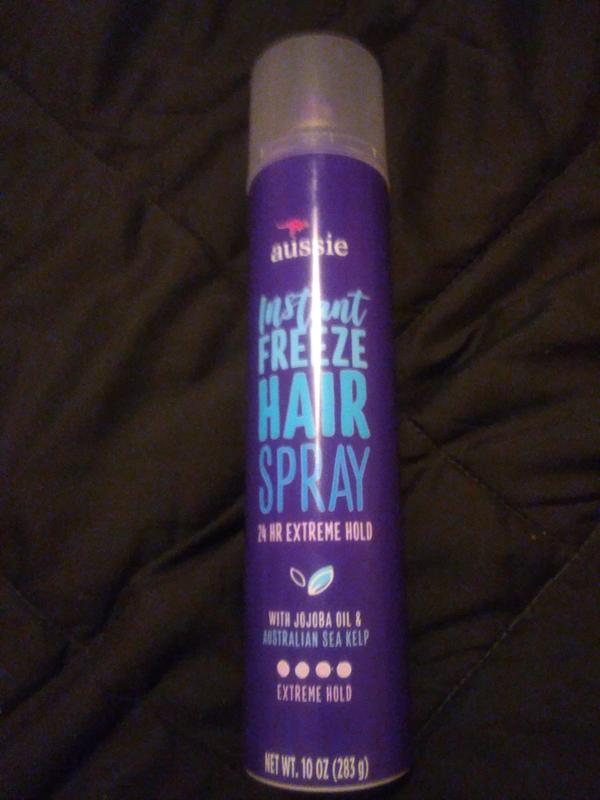 aussie
Instant
FREEZE
HAIR
SPRAY
24 HR EXTREME HOLD
WITH JOJOBA OIL &
AUSTRALIAN SEA KELP
EXTREME HOLD
NET WT. 10 OZ (283 g)